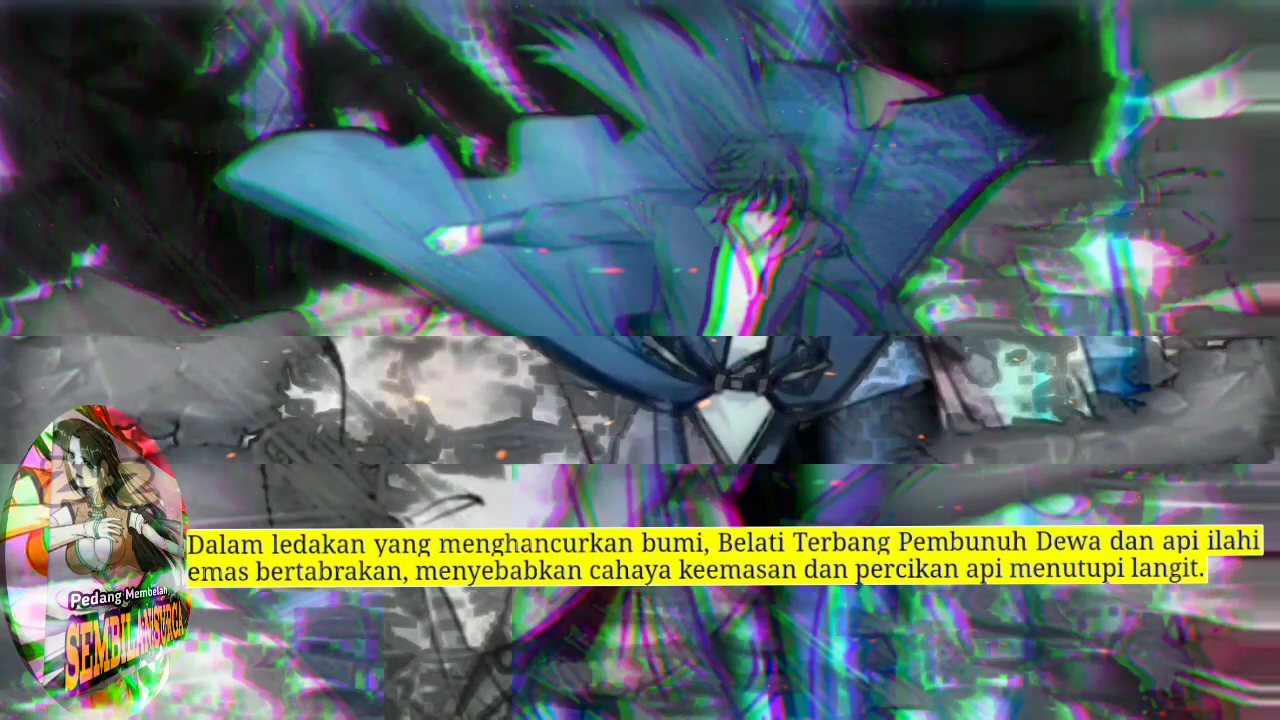 Dalam ledakan yang menghancurkan bumi, Belati Terbang Pembunuh Dewa dan api ilahi
emas bertabrakan, menyebabkan cahaya keemasan dan percikan api menutupi langit.
Pedang Membelah
SEMBILAN SURGA